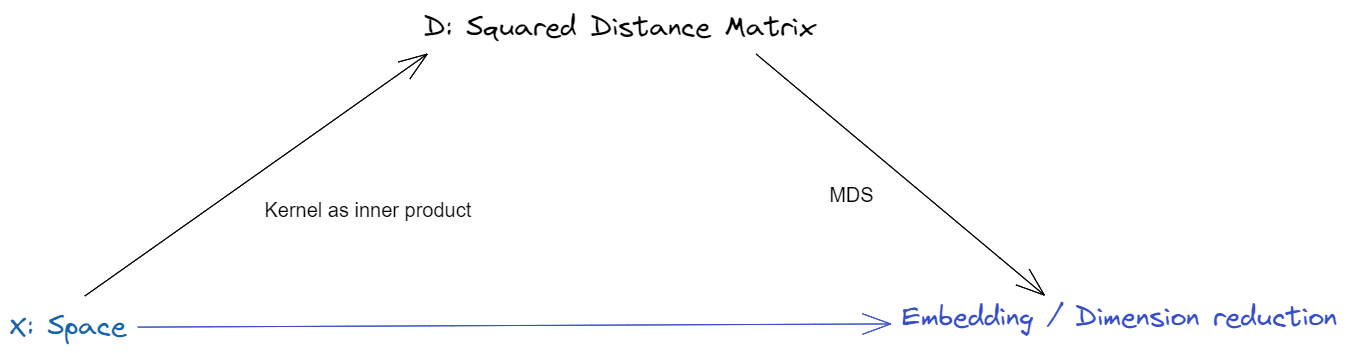 D: Squared Distance Matrix
Kernel as inner product
MDS
X: Space
Embedding / Dimension reduction